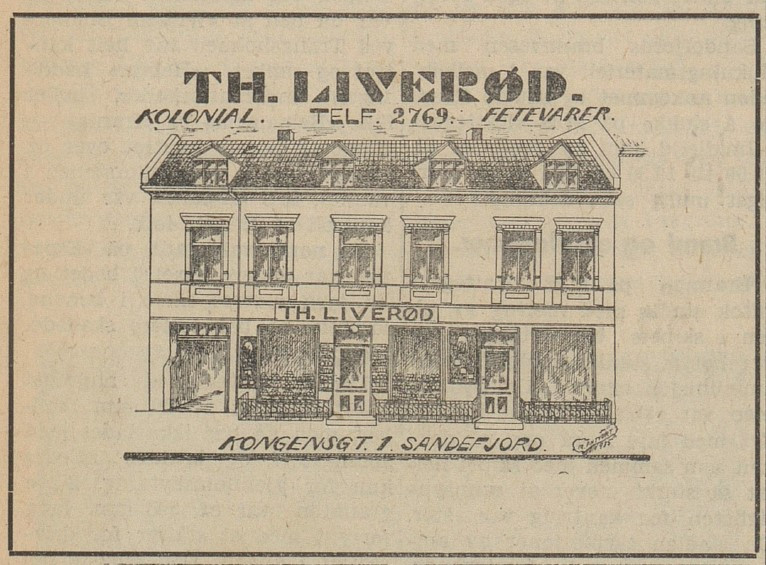 TH. LIVERØD.
KOLONIAL. TELF. 2769.— FETEVARER.
TH. LIVERØD
KONGENSGT. 1. SANDEFJORD.